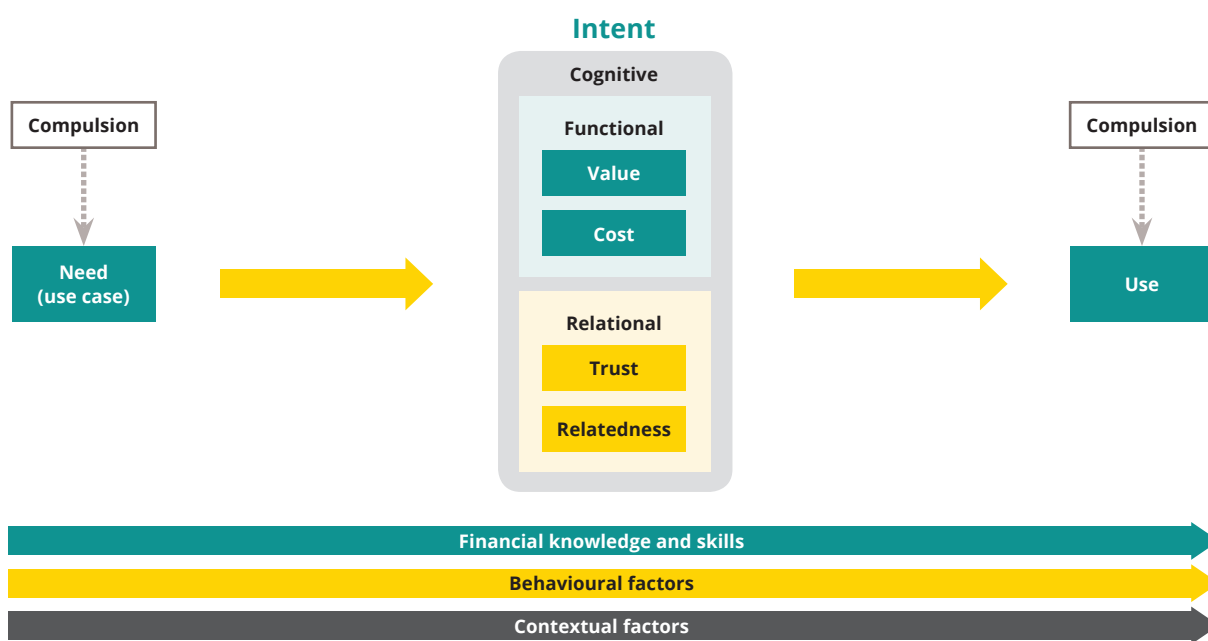 Intent
Cognitive
Compulsion
Compulsion
Functional
Value
Cost
Need
(use case)
Use
Relational
Trust
Relatedness
Financial knowledge and skills
Behavioural factors
Contextual factors